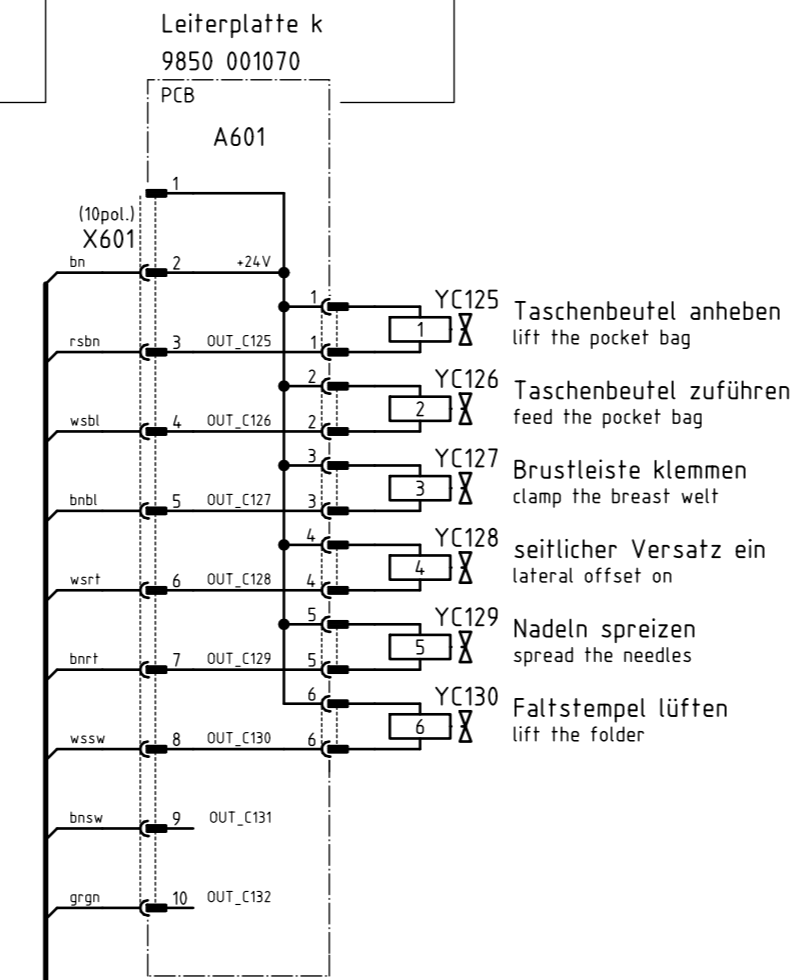 Leiterplatte k
9850 001070
PCB
A601
1
(10pol.)
X601
bn 2 +24V
1 YC125 Taschenbeutel anheben
1 lift the pocket bag
rsbn 3 OUT_C125 1
2 YC126 Taschenbeutel zuführen
2 feed the pocket bag
wsbl 4 OUT_C126 2
3 YC127 Brustleiste klemmen
3 clamp the breast welt
bnbl 5 OUT_C127 3
4 YC128 seitlicher Versatz ein
4 lateral offset on
wsrt 6 OUT_C128 4
5 YC129 Nadeln spreizen
5 spread the needles
bnrt 7 OUT_C129 5
6 YC130 Faltstempel lüften
6 lift the folder
wssw 8 OUT_C130 6
bnsw 9 OUT_C131
grgn 10 OUT_C132